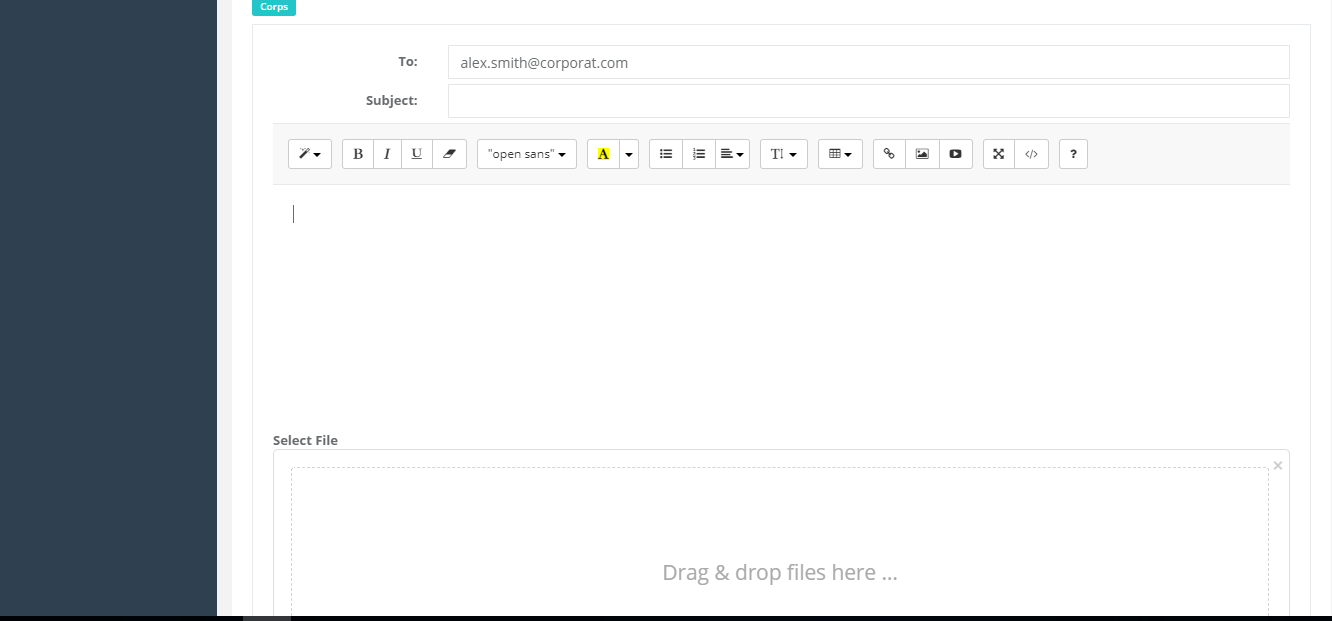 Corps
To: alex.smith@corporat.com
Subject:
B I U "open sans" A T! </> ?
Select File
×
Drag & drop files here ...